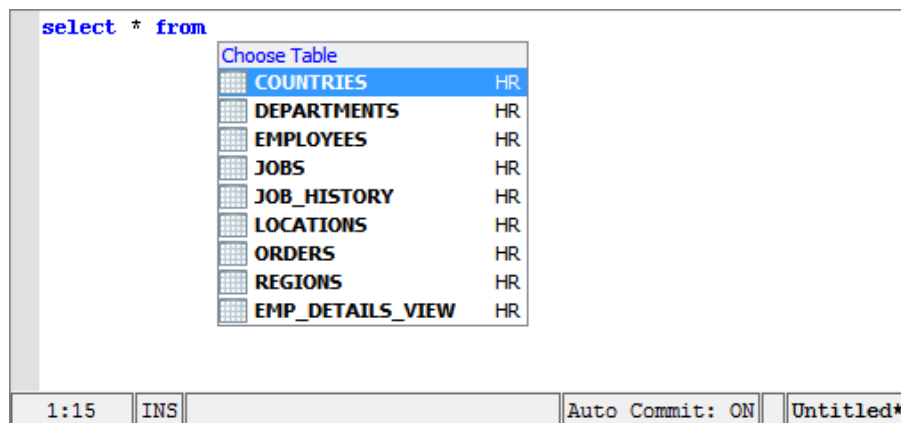 select * from
Choose Table
COUNTRIES HR
DEPARTMENTS HR
EMPLOYEES HR
JOBS HR
JOB_HISTORY HR
LOCATIONS HR
ORDERS HR
REGIONS HR
EMP_DETAILS_VIEW HR
1:15 INS Auto Commit: ON Untitled*